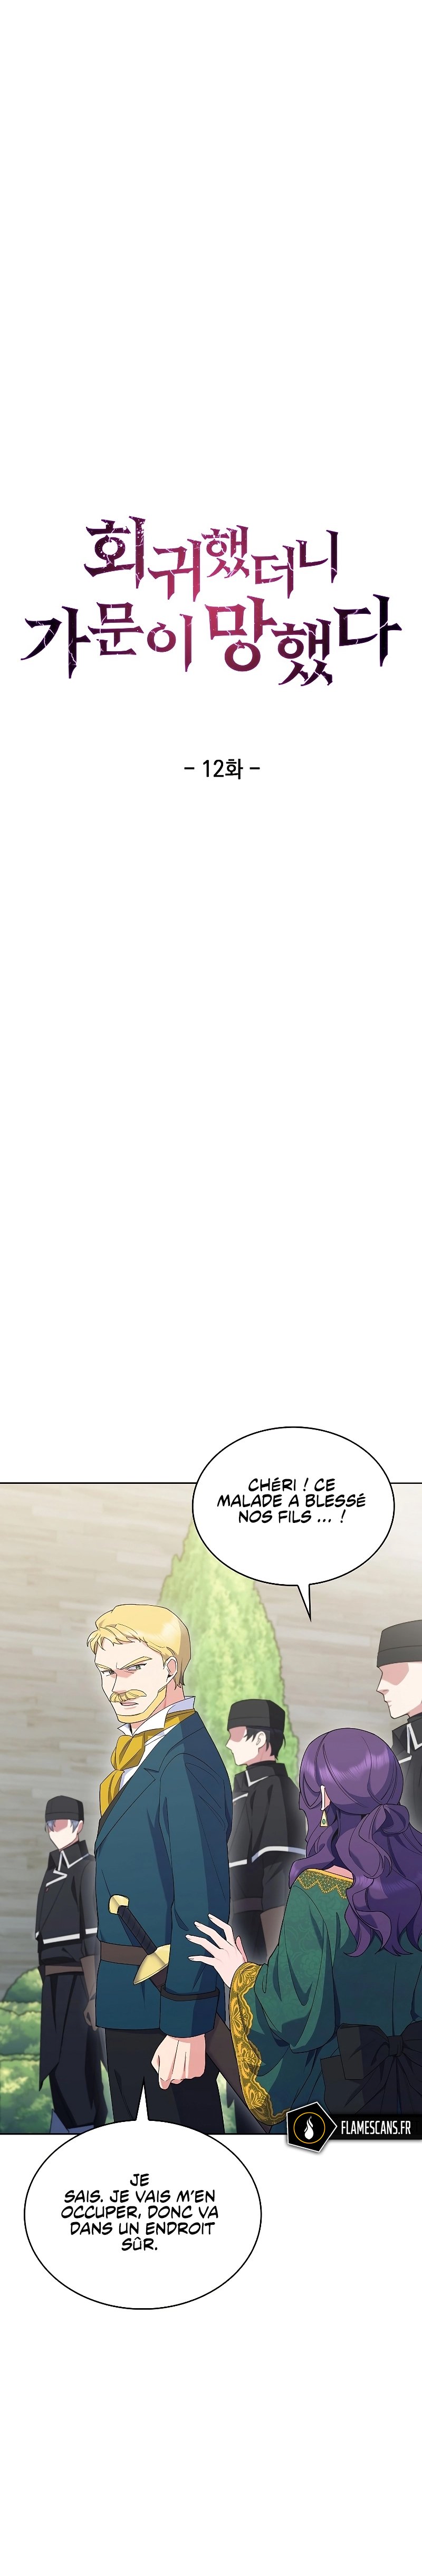 회귀했더니
가문이 망했다
- 12화 -
CHÉRI ! CE
MALADE A BLESSÉ
NOS FILS ... !
FLAMESCANS.FR
JE
SAIS. JE VAIS M'EN
OCCUPER, DONC VA
DANS UN ENDROIT
SÛR.